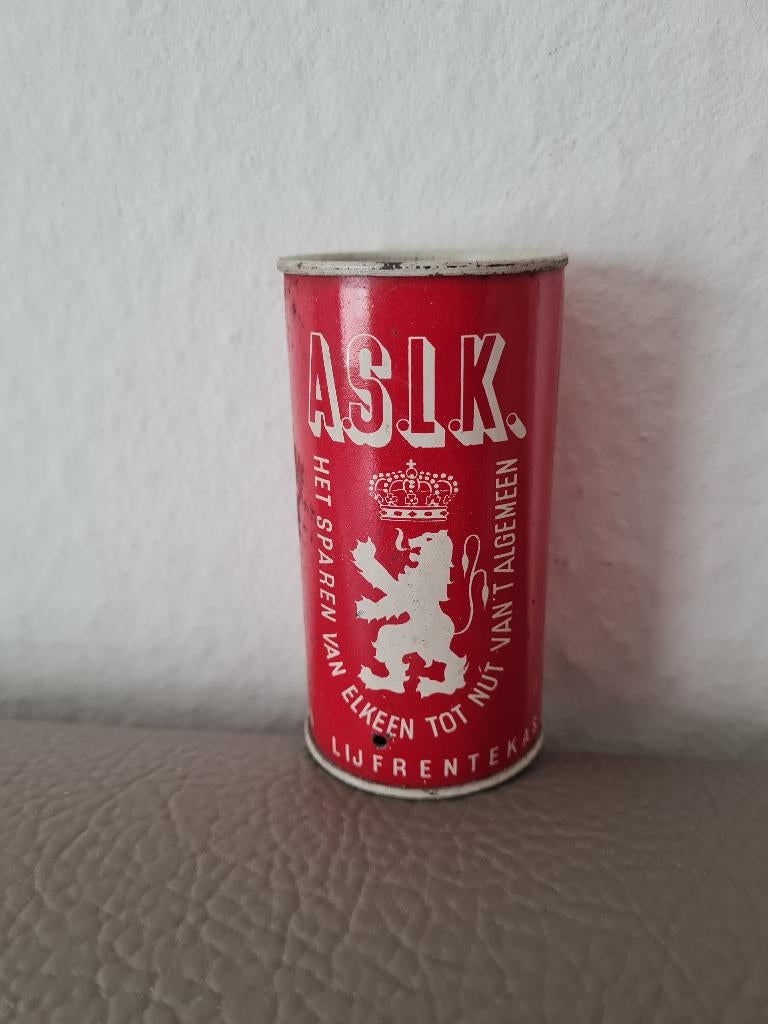 A.S.L.K.
HET SPAREN VAN ELKEEN TOT NUT VAN'T ALGEMEEN
LIJFRENTEKAS